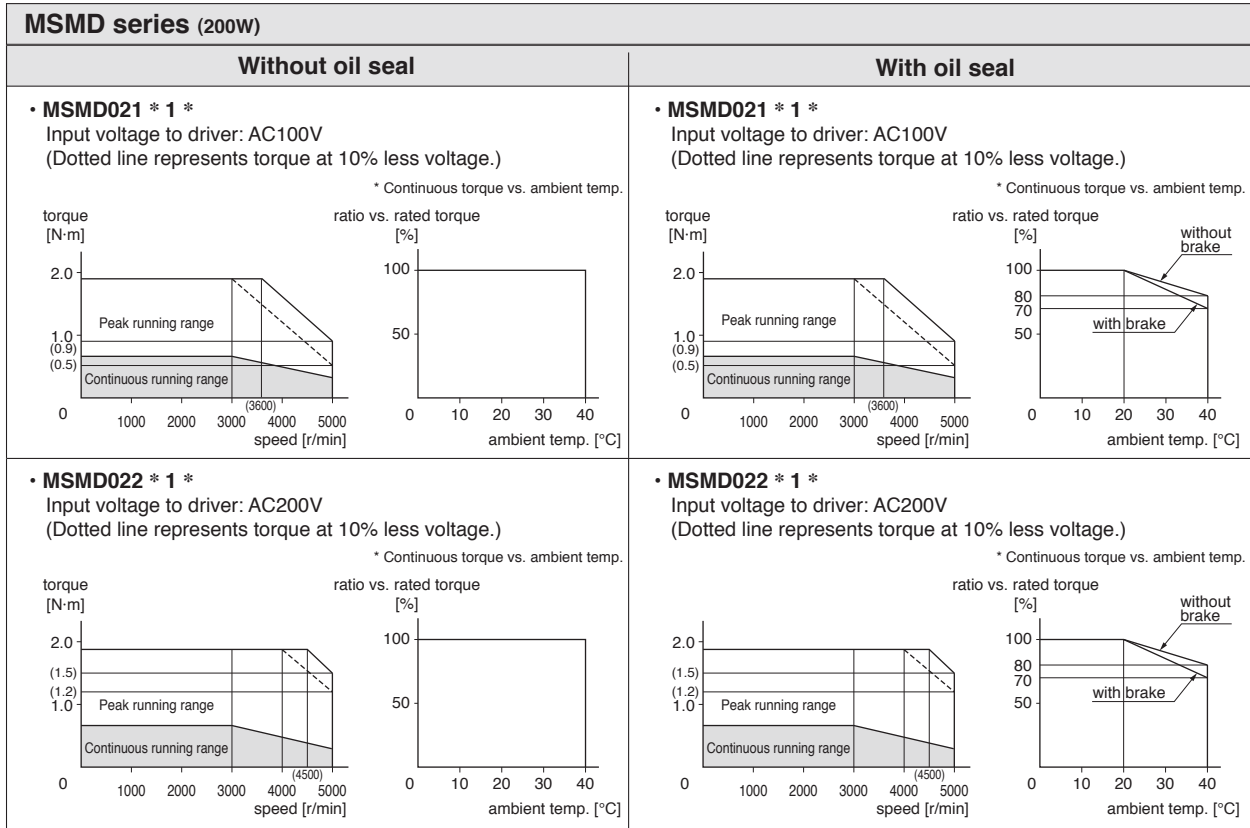 MSMD series (200W)
Without oil seal
With oil seal
・MSMD021 * 1 *
Input voltage to driver: AC100V
(Dotted line represents torque at 10% less voltage.)
* Continuous torque vs. ambient temp.
torque
[N·m]
2.0
1.0
(0.9)
(0.5)
Peak running range
Continuous running range
0
1000
2000
3000
(3600)
4000
5000
speed [r/min]
ratio vs. rated torque
[%]
100
50
0
10
20
30
40
ambient temp. [°C]
・MSMD021 * 1 *
Input voltage to driver: AC100V
(Dotted line represents torque at 10% less voltage.)
* Continuous torque vs. ambient temp.
torque
[N·m]
2.0
1.0
(0.9)
(0.5)
Peak running range
Continuous running range
0
1000
2000
3000
(3600)
4000
5000
speed [r/min]
ratio vs. rated torque
[%]
without
brake
100
80
70
50
with brake
0
10
20
30
40
ambient temp. [°C]
・MSMD022 * 1 *
Input voltage to driver: AC200V
(Dotted line represents torque at 10% less voltage.)
* Continuous torque vs. ambient temp.
torque
[N·m]
2.0
(1.5)
(1.2)
1.0
Peak running range
Continuous running range
0
1000
2000
3000
4000
(4500)
5000
speed [r/min]
ratio vs. rated torque
[%]
100
50
0
10
20
30
40
ambient temp. [°C]
・MSMD022 * 1 *
Input voltage to driver: AC200V
(Dotted line represents torque at 10% less voltage.)
* Continuous torque vs. ambient temp.
torque
[N·m]
2.0
(1.5)
(1.2)
1.0
Peak running range
Continuous running range
0
1000
2000
3000
4000
(4500)
5000
speed [r/min]
ratio vs. rated torque
[%]
without
brake
100
80
70
50
with brake
0
10
20
30
40
ambient temp. [°C]